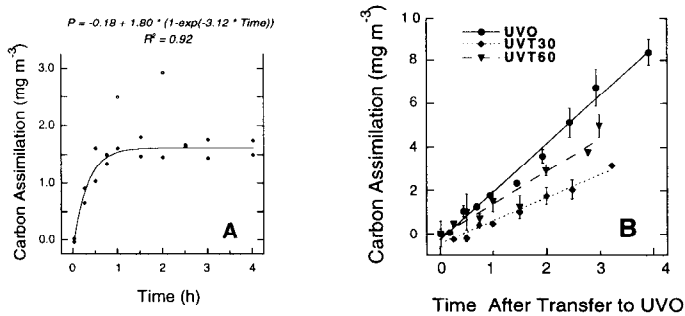 P = -0.18 + 1.80 * (1-exp(-3.12 * Time))
R² = 0.92
Carbon Assimilation (mg m⁻³)
3.0
2.0
1.0
0.0
0
1
2
3
4
A
Time (h)
Carbon Assimilation (mg m⁻³)
10
8
6
4
2
0
UVO
UVT30
UVT60
0
1
2
3
4
B
Time After Transfer to UVO